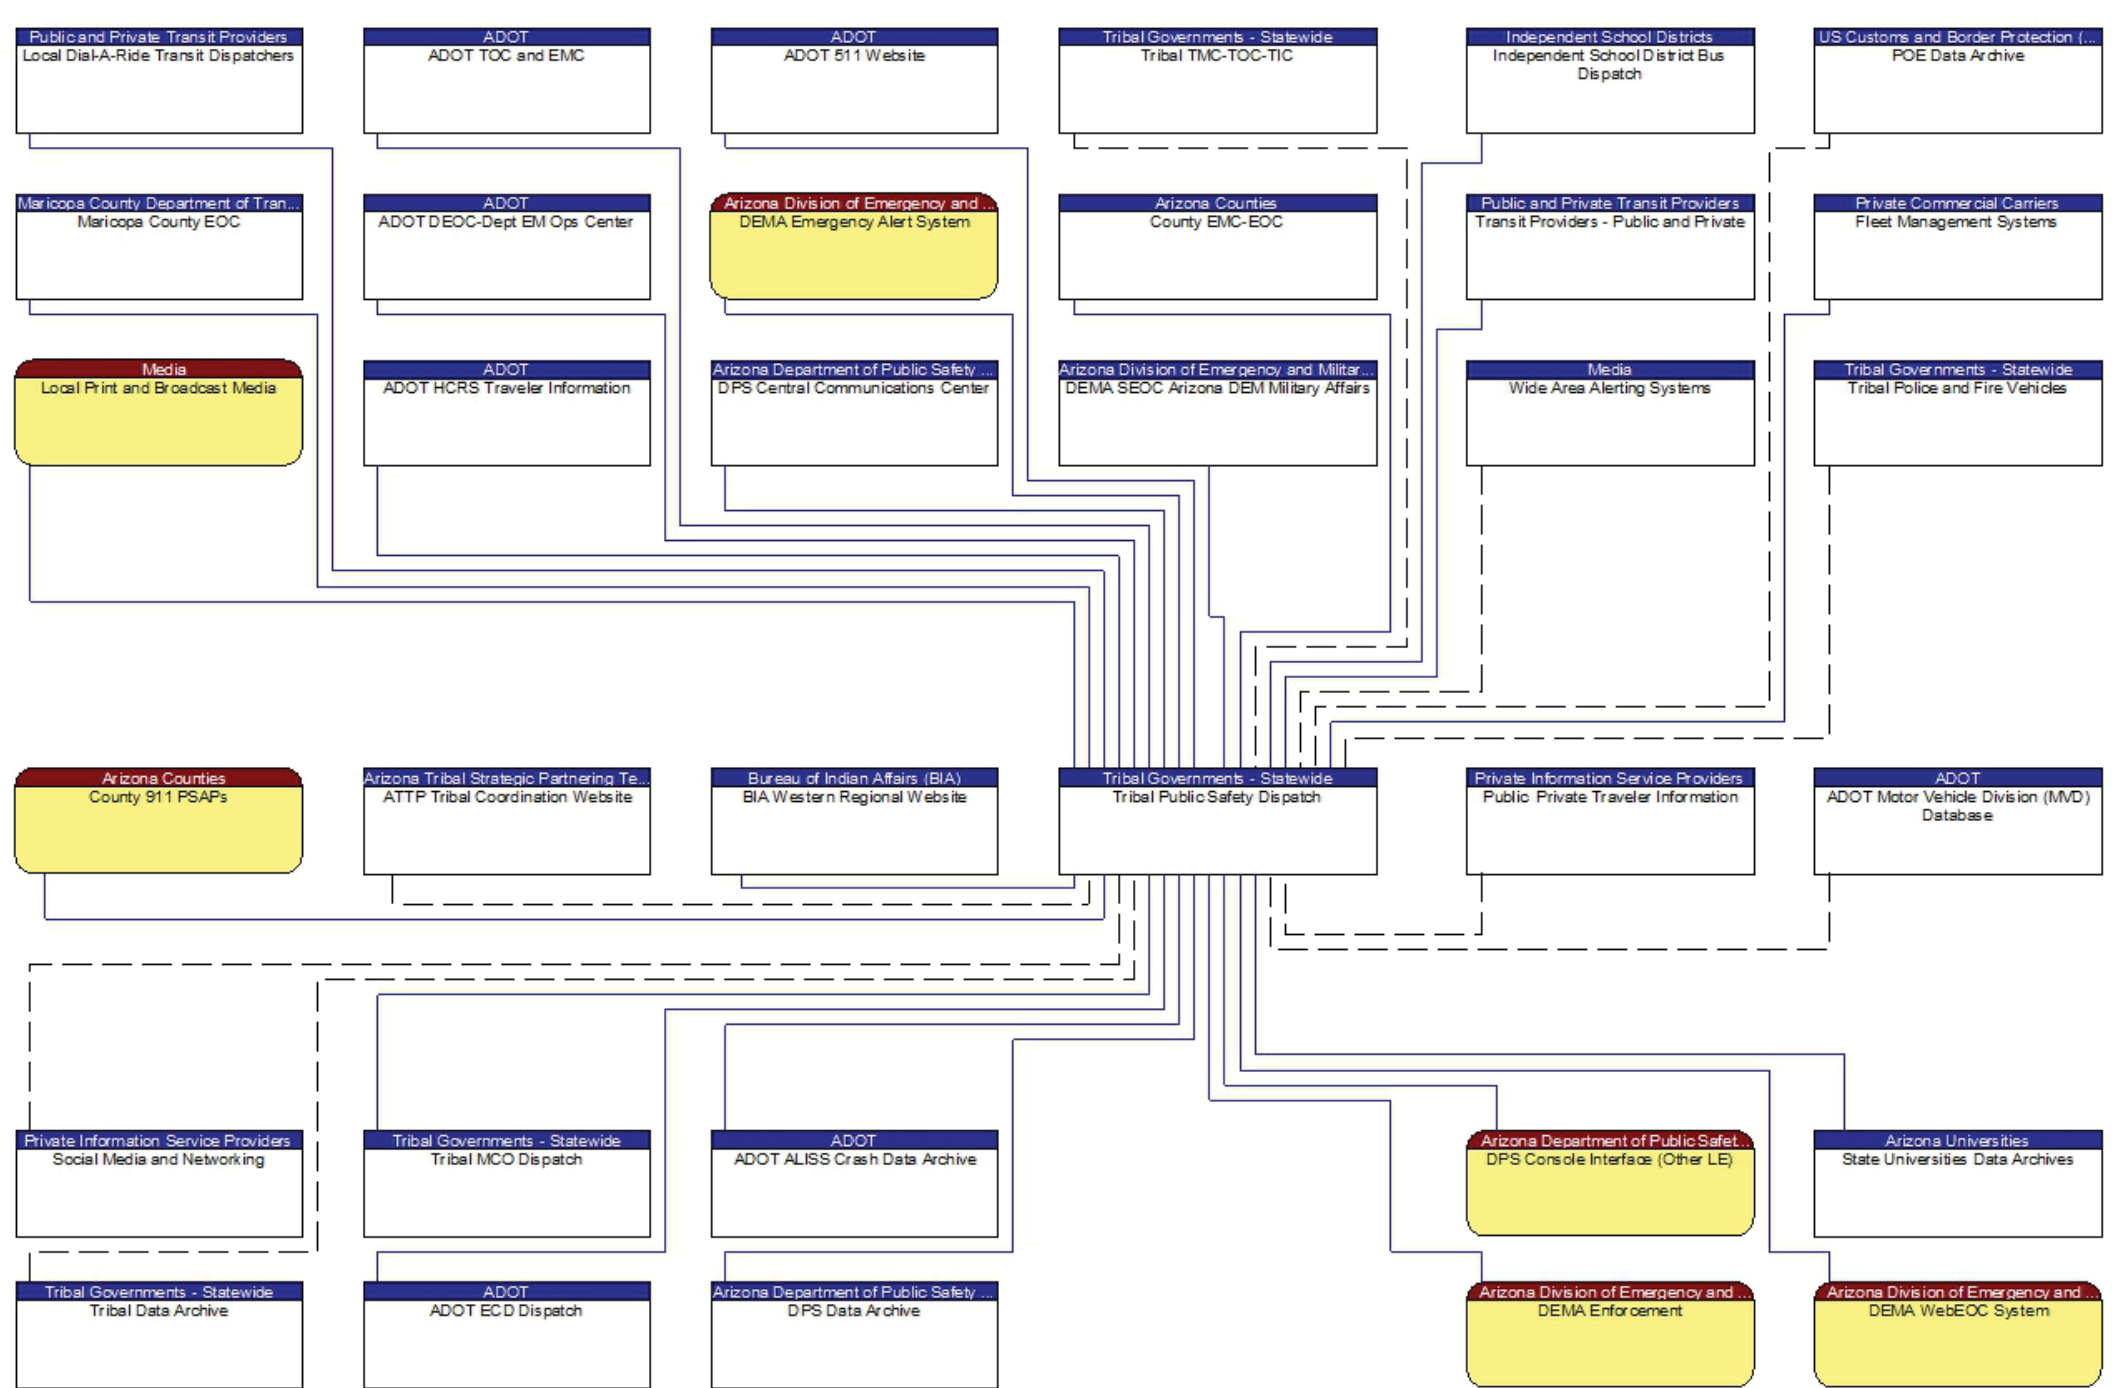 Public and Private Transit Providers
Local Dial-A-Ride Transit Dispatchers
ADOT
ADOT TOC and EMC
ADOT
ADOT 511 Website
Tribal Governments - Statewide
Tribal TMC-TOC-TIC
Independent School Districts
Independent School District Bus
Dispatch
US Customs and Border Protection (...
POE Data Archive
Maricopa County Department of Tran...
Maricopa County EOC
ADOT
ADOT DEOC-Dept EM Ops Center
Arizona Division of Emergency and ...
DEMA Emergency Alert System
Arizona Counties
County EMC-EOC
Public and Private Transit Providers
Transit Providers - Public and Private
Private Commercial Carriers
Fleet Management Systems
Media
Local Print and Broadcast Media
ADOT
ADOT HCRS Traveler Information
Arizona Department of Public Safety ...
DPS Central Communications Center
Arizona Division of Emergency and Militar...
DEMA SEOC Arizona DEM Military Affairs
Media
Wide Area Alerting Systems
Tribal Governments - Statewide
Tribal Police and Fire Vehicles
Arizona Counties
County 911 PSAPs
Arizona Tribal Strategic Partnering Te...
ATTP Tribal Coordination Website
Bureau of Indian Affairs (BIA)
BIA Western Regional Website
Tribal Governments - Statewide
Tribal Public Safety Dispatch
Private Information Service Providers
Public Private Traveler Information
ADOT
ADOT Motor Vehicle Division (MVD)
Database
Private Information Service Providers
Social Media and Networking
Tribal Governments - Statewide
Tribal MCO Dispatch
ADOT
ADOT ALISS Crash Data Archive
Arizona Department of Public Safet...
DPS Console Interface (Other LE)
Arizona Universities
State Universities Data Archives
Tribal Governments - Statewide
Tribal Data Archive
ADOT
ADOT ECD Dispatch
Arizona Department of Public Safety ...
DPS Data Archive
Arizona Division of Emergency and ...
DEMA Enforcement
Arizona Division of Emergency and ...
DEMA WebEOC System